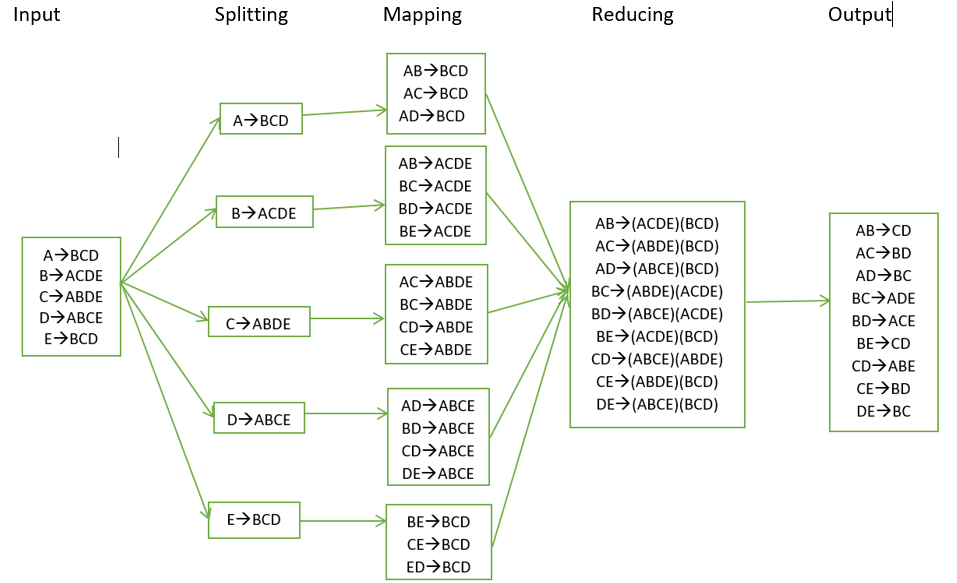 Input
Splitting
Mapping
Reducing
Output
A→BCD
B→ACDE
C→ABDE
D→ABCE
E→BCD
A→BCD
B→ACDE
C→ABDE
D→ABCE
E→BCD
AB→BCD
AC→BCD
AD→BCD
AB→ACDE
BC→ACDE
BD→ACDE
BE→ACDE
AC→ABDE
BC→ABDE
CD→ABDE
CE→ABDE
AD→ABCE
BD→ABCE
CD→ABCE
DE→ABCE
BE→BCD
CE→BCD
ED→BCD
AB→(ACDE)(BCD)
AC→(ABDE)(BCD)
AD→(ABCE)(BCD)
BC→(ABDE)(ACDE)
BD→(ABCE)(ACDE)
BE→(ACDE)(BCD)
CD→(ABCE)(ABDE)
CE→(ABDE)(BCD)
DE→(ABCE)(BCD)
AB→CD
AC→BD
AD→BC
BC→ADE
BD→ACE
BE→CD
CD→ABE
CE→BD
DE→BC